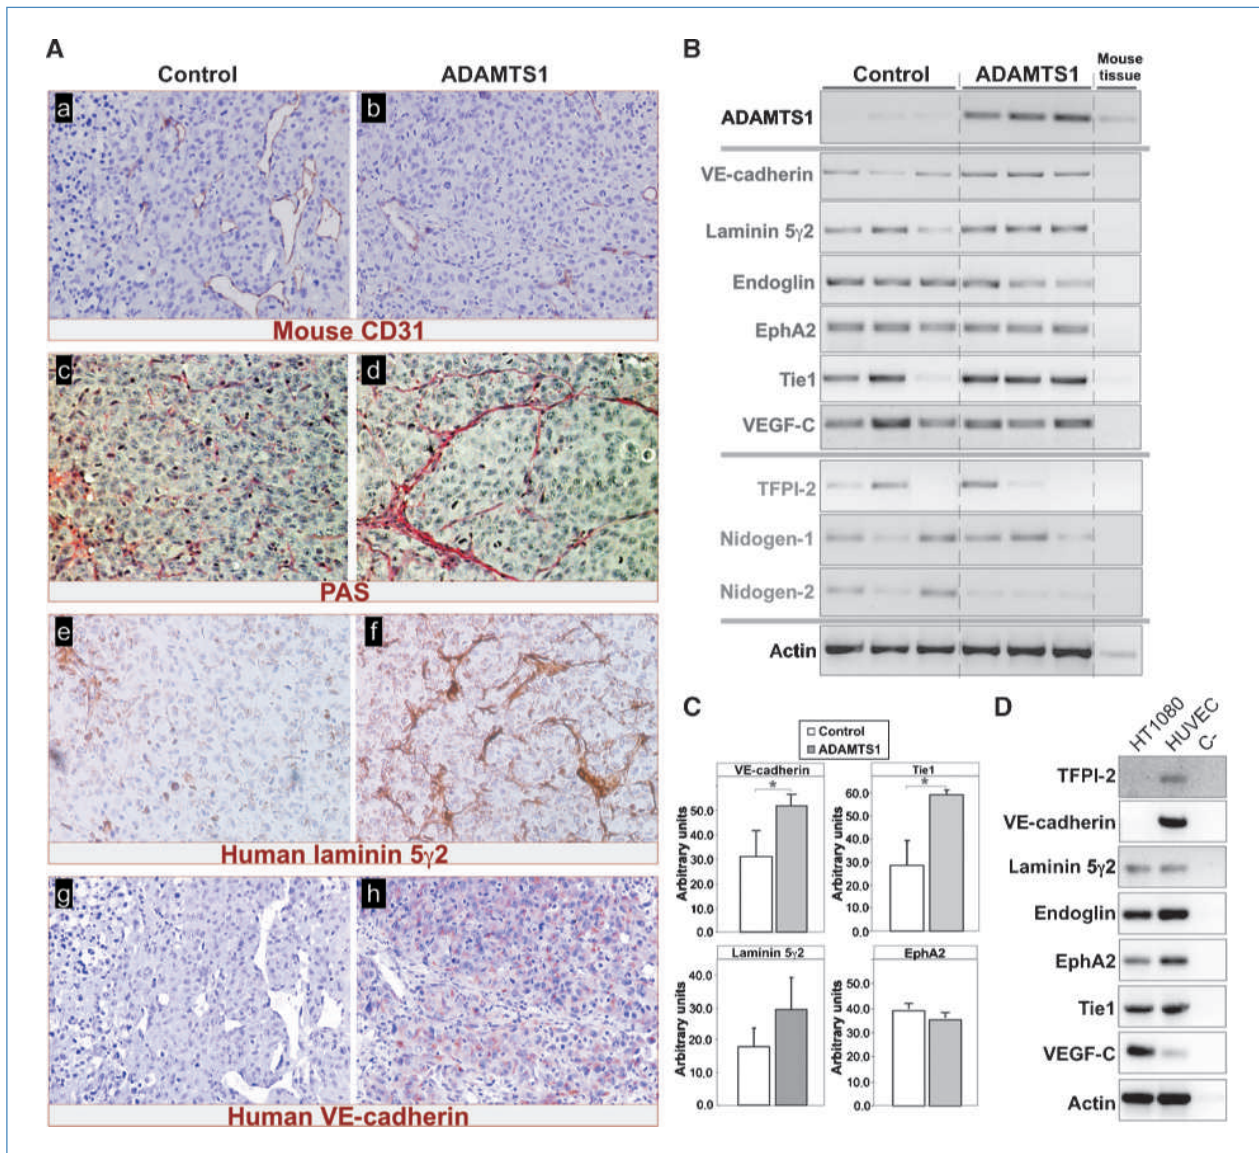 A
Control ADAMTS1
a b
Mouse CD31
c d
PAS
e f
Human laminin 5γ2
g h
Human VE-cadherin
B
Control ADAMTS1 Mouse tissue
ADAMTS1
VE-cadherin
Laminin 5γ2
Endoglin
EphA2
Tie1
VEGF-C
TFPI-2
Nidogen-1
Nidogen-2
Actin
C
Control
ADAMTS1
VE-cadherin
*
Arbitrary units
50.0
40.0
30.0
20.0
10.0
0.0
Tie1
*
Arbitrary units
60.0
50.0
40.0
30.0
20.0
10.0
0.0
Laminin 5γ2
Arbitrary units
40.0
30.0
20.0
10.0
0.0
EphA2
Arbitrary units
50.0
40.0
30.0
20.0
10.0
0.0
D
HT1080 HUVEC C-
TFPI-2
VE-cadherin
Laminin 5γ2
Endoglin
EphA2
Tie1
VEGF-C
Actin